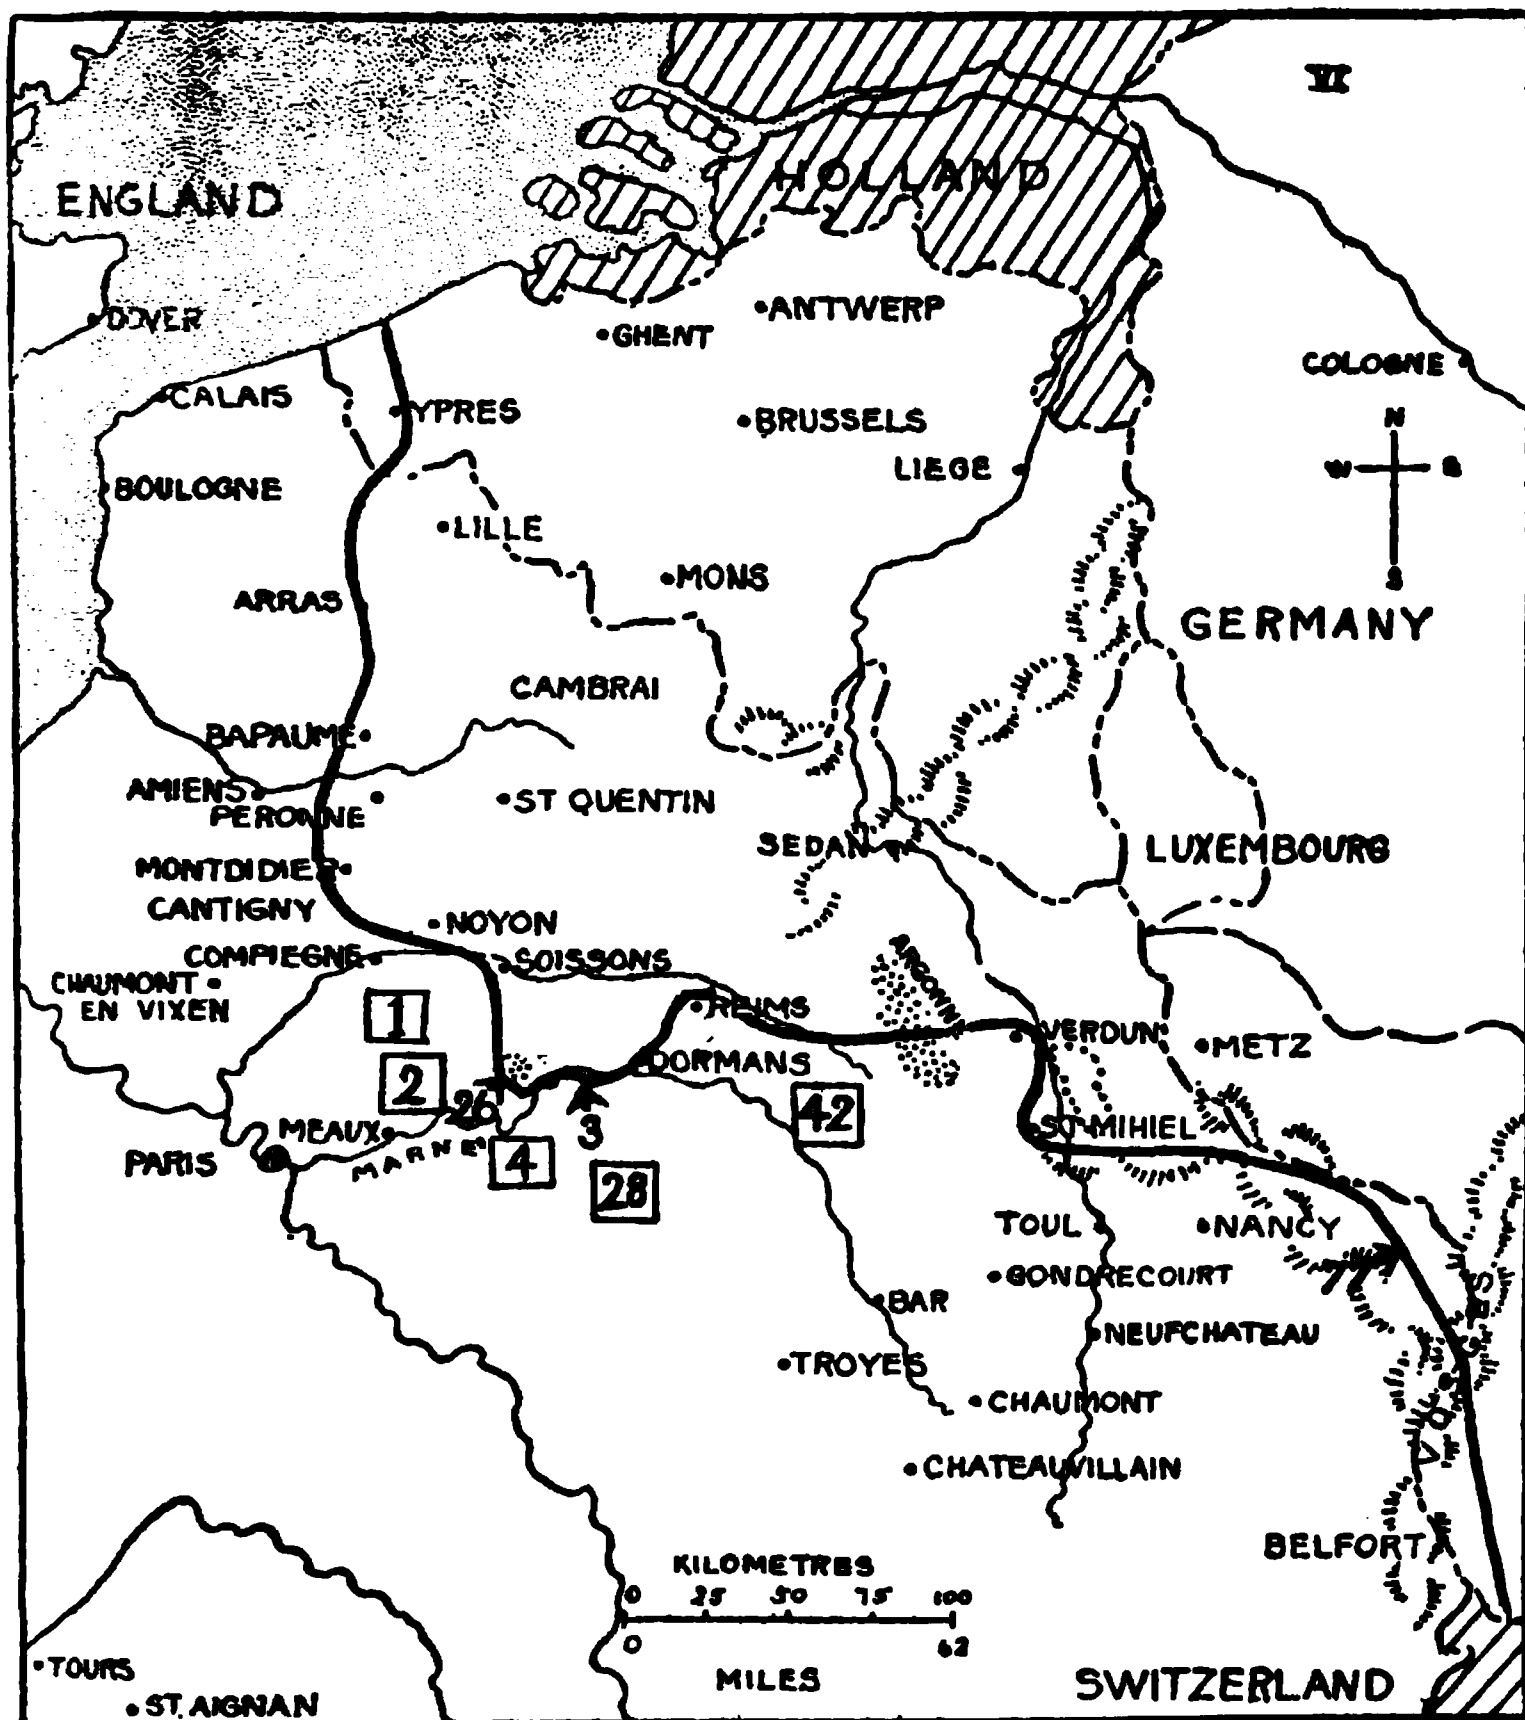 VI
ENGLAND
HOLLAND
DOVER
GHENT
ANTWERP
COLOGNE
CALAIS
YPRES
BRUSSELS
N
W E
S
LIEGE
BOULOGNE
LILLE
MONS
ARRAS
GERMANY
CAMBRAI
BAPAUME
AMIENS
PERONNE
ST QUENTIN
SEDAN
LUXEMBOURG
MONTDIDIER
CANTIGNY
NOYON
COMPIEGNE
SOISSONS
CHAUMONT
EN VIXEN
ARGONN
1
REIMS
VERDUN
METZ
2
DORMANS
26
3
42
MEAUX
MARNE
ST MIHIEL
PARIS
4
28
TOUL
NANCY
GONDRECOURT
BAR
NEUFCHATEAU
TROYES
CHAUMONT
CHATEAUVILLAIN
BELFORT
KILOMETRES
0 25 50 75 100
0 62
MILES
TOURS
ST. AIGNAN
SWITZERLAND